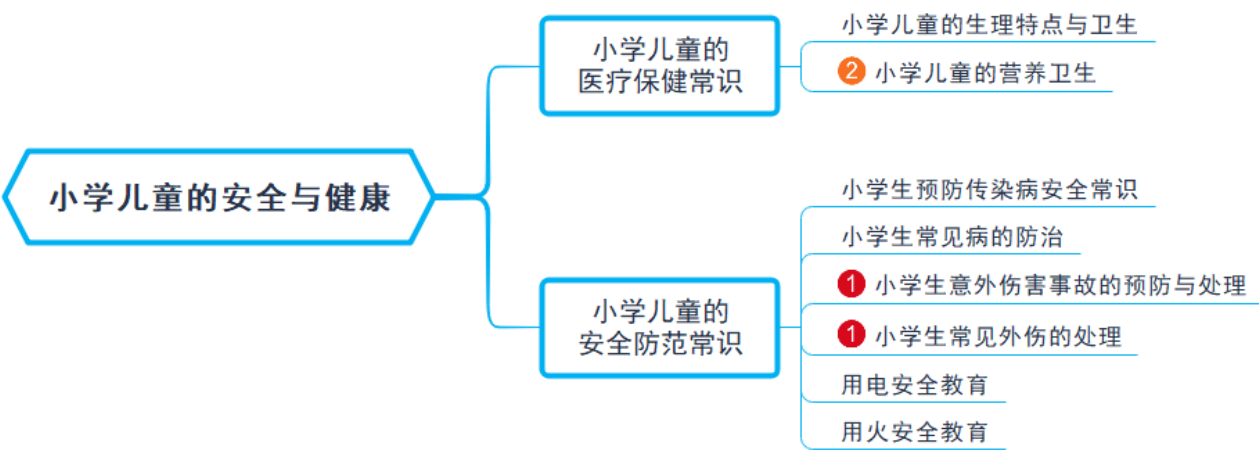 小学儿童的安全与健康
小学儿童的
医疗保健常识
小学儿童的生理特点与卫生
2 小学儿童的营养卫生
小学儿童的
安全防范常识
小学生预防传染病安全常识
小学生常见病的防治
1 小学生意外伤害事故的预防与处理
1 小学生常见外伤的处理
用电安全教育
用火安全教育